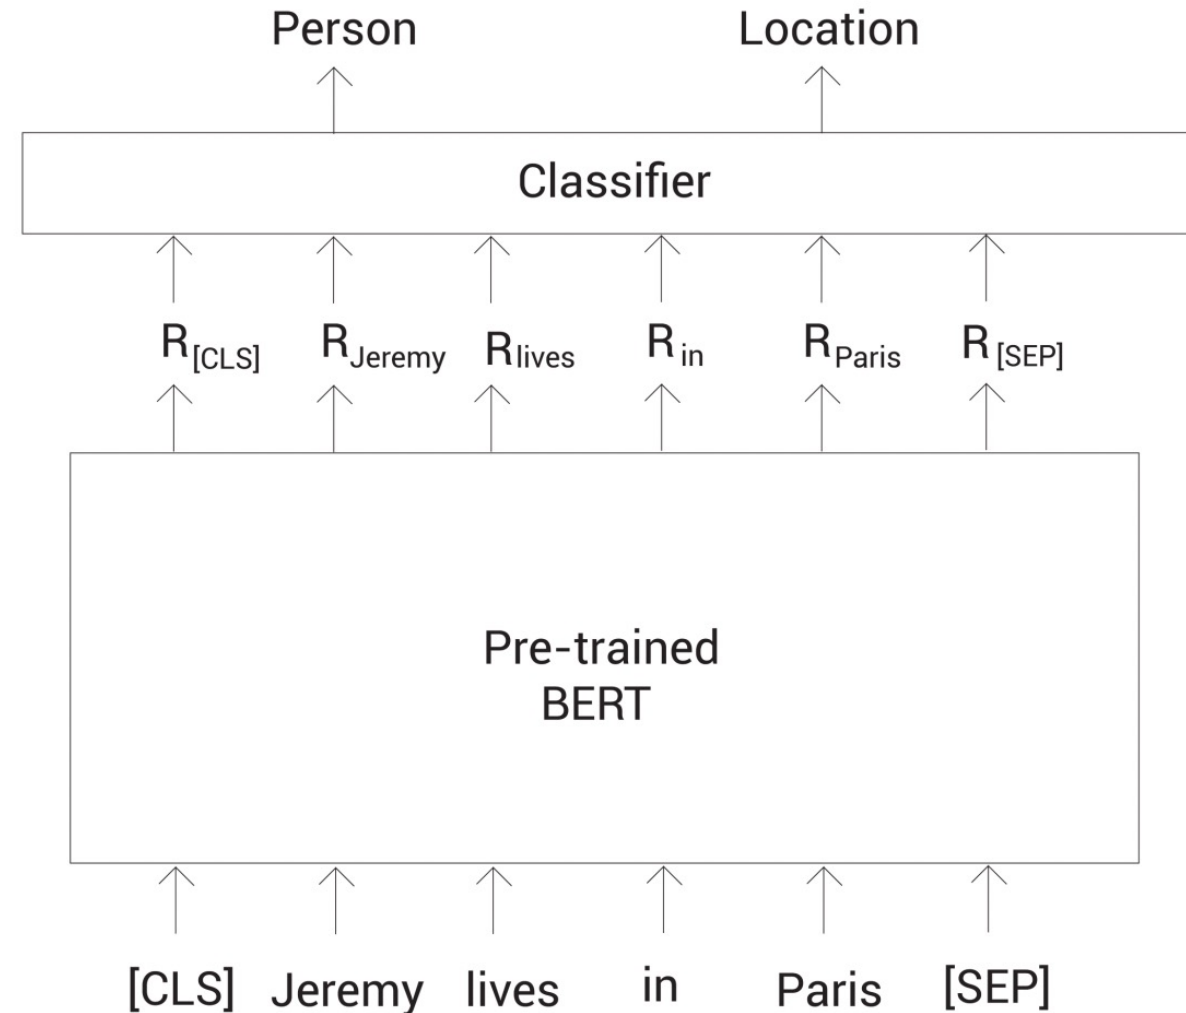 Person Location
Classifier
R[CLS] RJeremy Rlives Rin RParis R[SEP]
Pre-trained
BERT
[CLS] Jeremy lives in Paris [SEP]